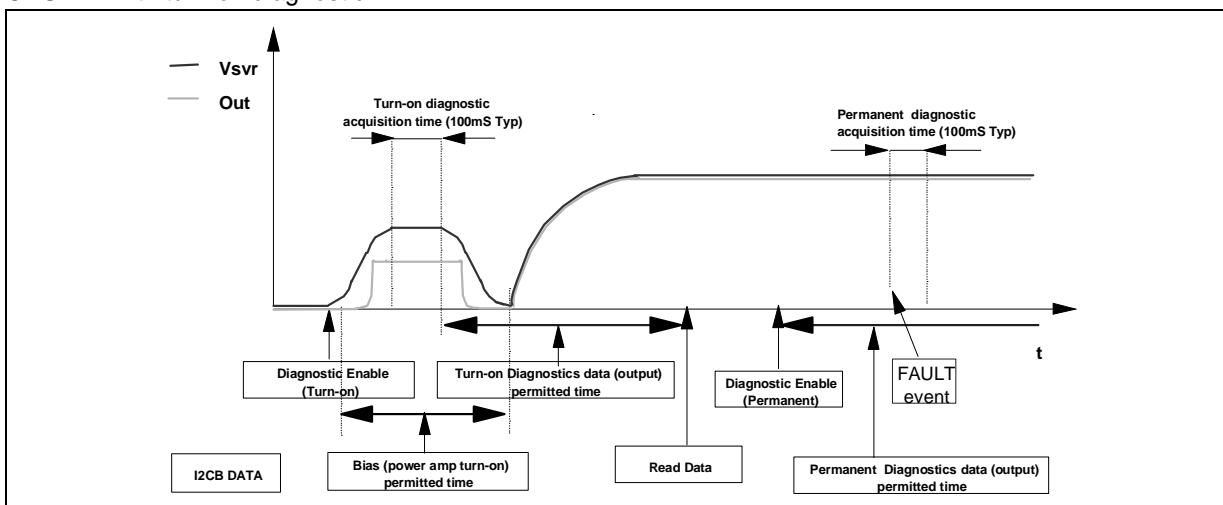 Vsvr
Out
Turn-on diagnostic
acquisition time (100mS Typ)
Permanent diagnostic
acquisition time (100mS Typ)
t
Diagnostic Enable
(Turn-on)
Turn-on Diagnostics data (output)
permitted time
Diagnostic Enable
(Permanent)
FAULT
event
I2CB DATA
Bias (power amp turn-on)
permitted time
Read Data
Permanent Diagnostics data (output)
permitted time